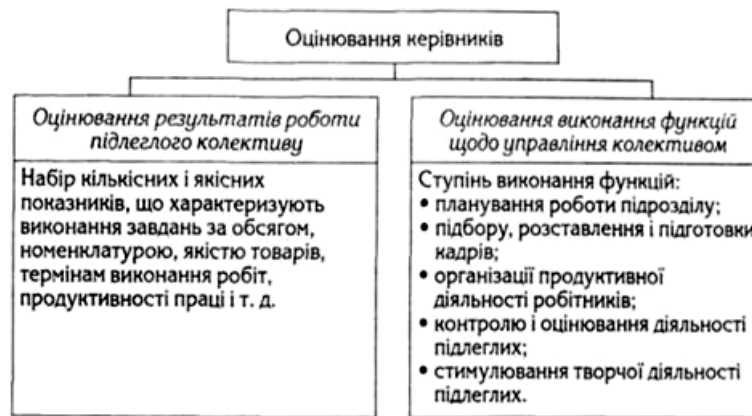 Оцінювання керівників
Оцінювання результатів роботи
підлеглого колективу
Набір кількісних і якісних
показників, що характеризують
виконання завдань за обсягом,
номенклатурою, якістю товарів,
термінам виконання робіт,
продуктивності праці і т. д.
Оцінювання виконання функцій
щодо управління колективом
Ступінь виконання функцій:
• планування роботи підрозділу;
• підбору, розставлення і підготовки
кадрів;
• організації продуктивної
діяльності робітників;
• контролю і оцінювання діяльності
підлеглих;
• стимулювання творчої діяльності
підлеглих.